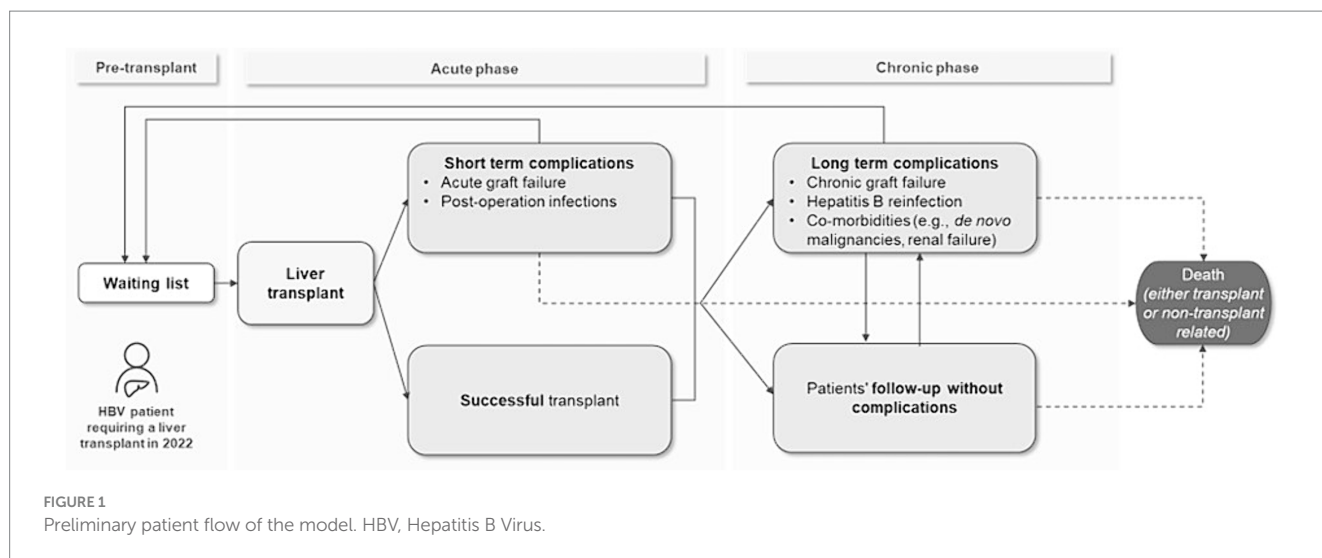 Pre-transplant
Acute phase
Chronic phase
Short term complications
• Acute graft failure
• Post-operation infections
Long term complications
• Chronic graft failure
• Hepatitis B reinfection
• Co-morbidities (e.g., de novo
malignancies, renal failure)
Waiting list
Liver
transplant
Death
(either transplant
or non-transplant
related)
HBV patient
requiring a liver
transplant in 2022
Successful transplant
Patients' follow-up without
complications
FIGURE 1
Preliminary patient flow of the model. HBV, Hepatitis B Virus.